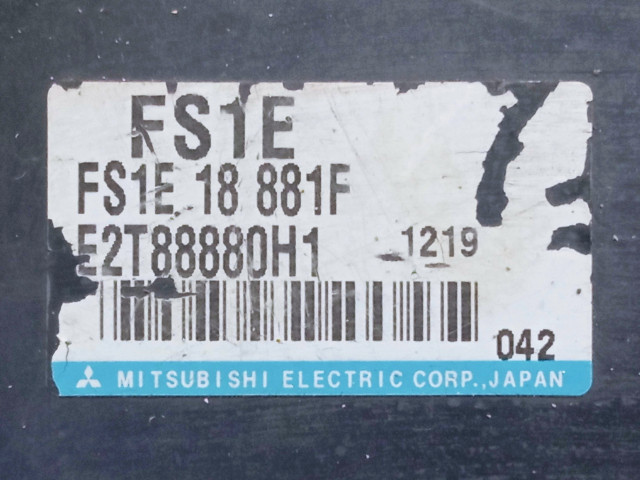 FS1E
FS1E 18 881F
E2T88880H1 1219
042
MITSUBISHI ELECTRIC CORP.,JAPAN